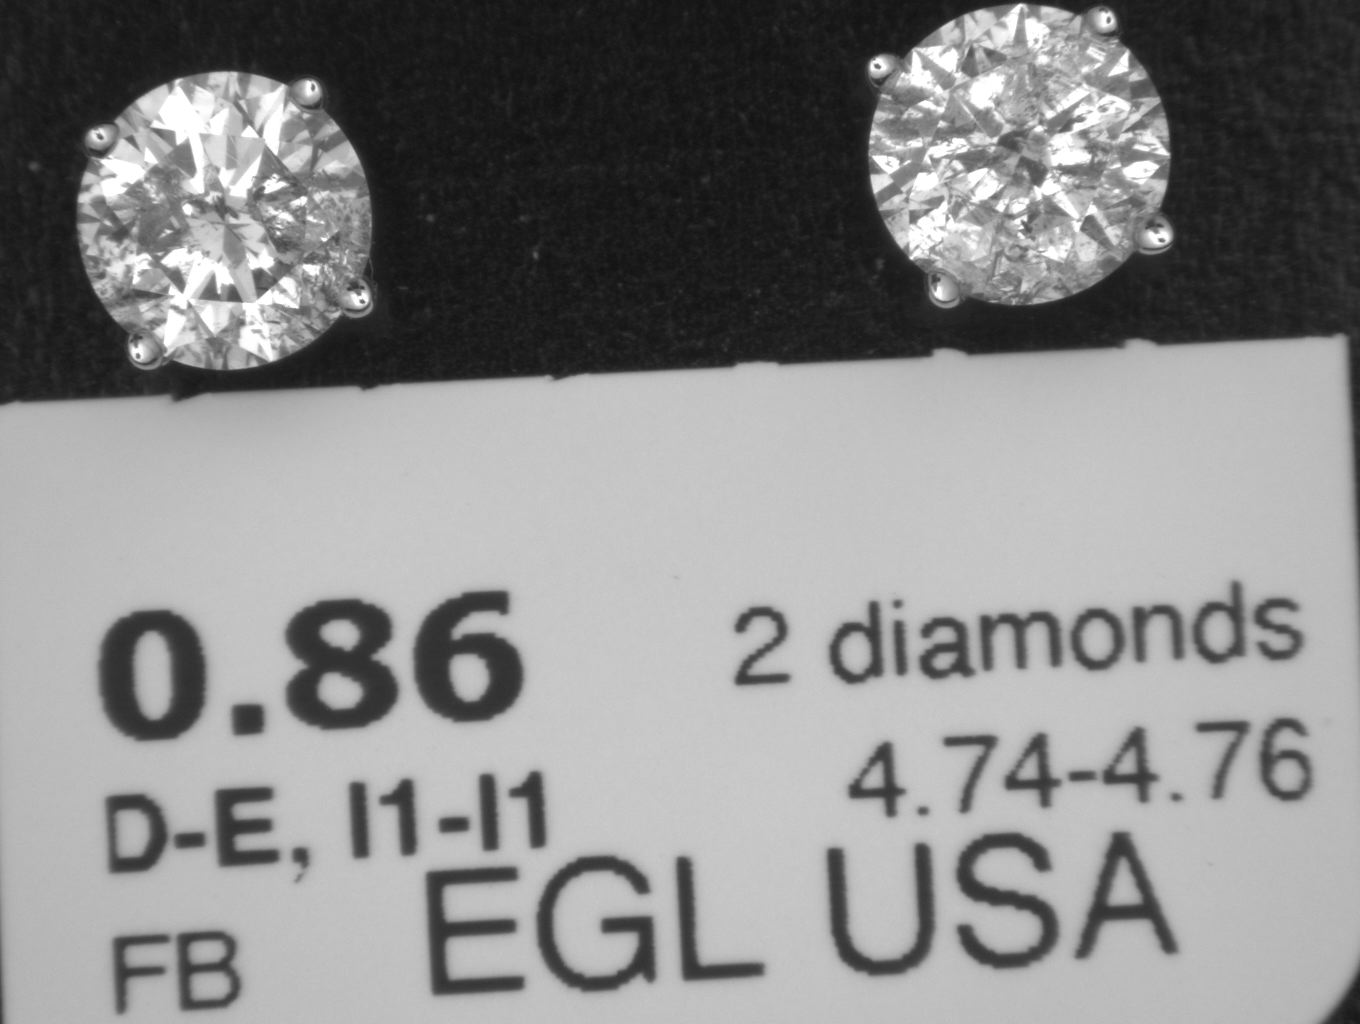 0.86 2 diamonds
4.74-4.76
D-E, I1-I1
EGL USA
FB